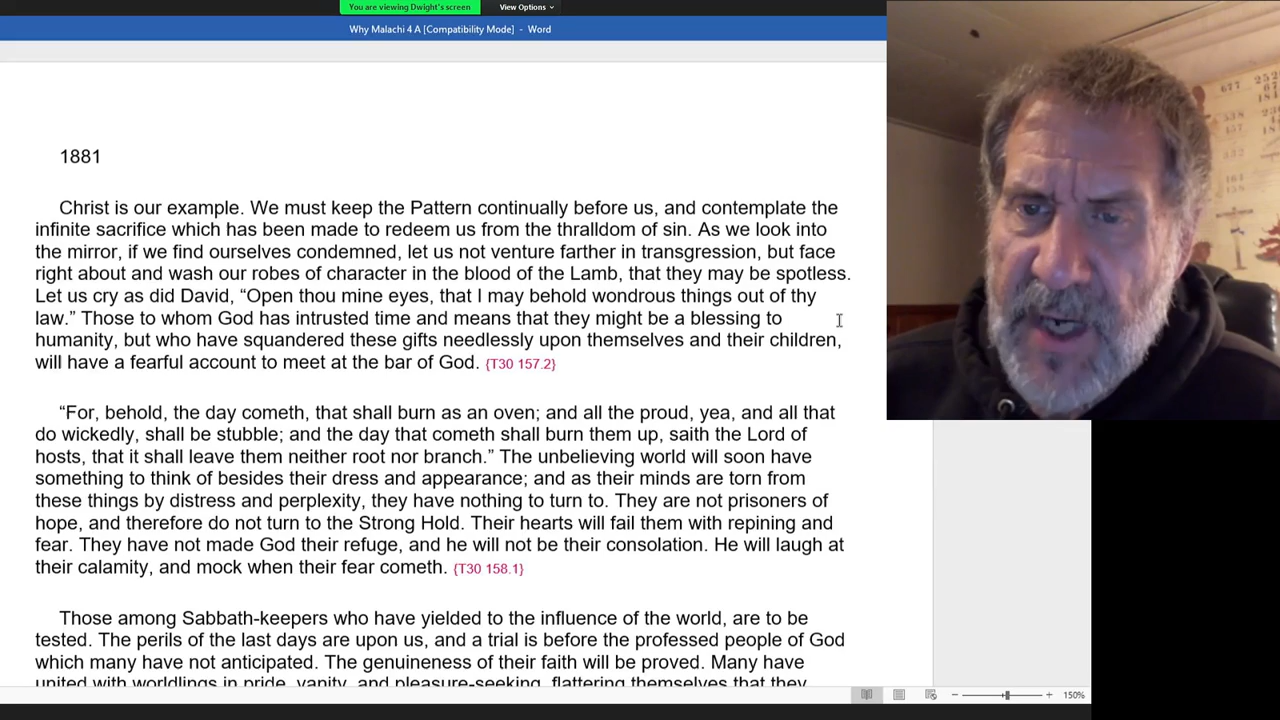 You are viewing Dwight's screen
View Options
Why Malachi 4 A [Compatibility Mode] - Word
1881
Christ is our example. We must keep the Pattern continually before us, and contemplate the
infinite sacrifice which has been made to redeem us from the thralldom of sin. As we look into
the mirror, if we find ourselves condemned, let us not venture farther in transgression, but face
right about and wash our robes of character in the blood of the Lamb, that they may be spotless.
Let us cry as did David, “Open thou mine eyes, that I may behold wondrous things out of thy
law.” Those to whom God has intrusted time and means that they might be a blessing to
humanity, but who have squandered these gifts needlessly upon themselves and their children,
will have a fearful account to meet at the bar of God. {T30 157.2}
“For, behold, the day cometh, that shall burn as an oven; and all the proud, yea, and all that
do wickedly, shall be stubble; and the day that cometh shall burn them up, saith the Lord of
hosts, that it shall leave them neither root nor branch.” The unbelieving world will soon have
something to think of besides their dress and appearance; and as their minds are torn from
these things by distress and perplexity, they have nothing to turn to. They are not prisoners of
hope, and therefore do not turn to the Strong Hold. Their hearts will fail them with repining and
fear. They have not made God their refuge, and he will not be their consolation. He will laugh at
their calamity, and mock when their fear cometh. {T30 158.1}
Those among Sabbath-keepers who have yielded to the influence of the world, are to be
tested. The perils of the last days are upon us, and a trial is before the professed people of God
which many have not anticipated. The genuineness of their faith will be proved. Many have
united with worldlings in pride, vanity, and pleasure-seeking, flattering themselves that they
150%
677
252